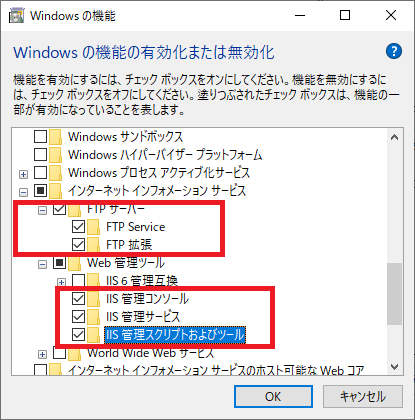 Windows の機能
Windows の機能の有効化または無効化
機能を有効にするには、チェック ボックスをオンにしてください。機能を無効にするに
は、チェック ボックスをオフにしてください。塗りつぶされたチェック ボックスは、機能の一
部が有効になっていることを表します。
Windows サンドボックス
Windows ハイパーバイザー プラットフォーム
Windows プロセス アクティブ化サービス
インターネット インフォメーション サービス
FTP サーバー
FTP Service
FTP 拡張
Web 管理ツール
IIS 6 管理互換
IIS 管理コンソール
IIS 管理サービス
IIS 管理スクリプトおよびツール
World Wide Web サービス
インターネット インフォメーション サービスのホスト可能な Web コア
OK
キャンセル